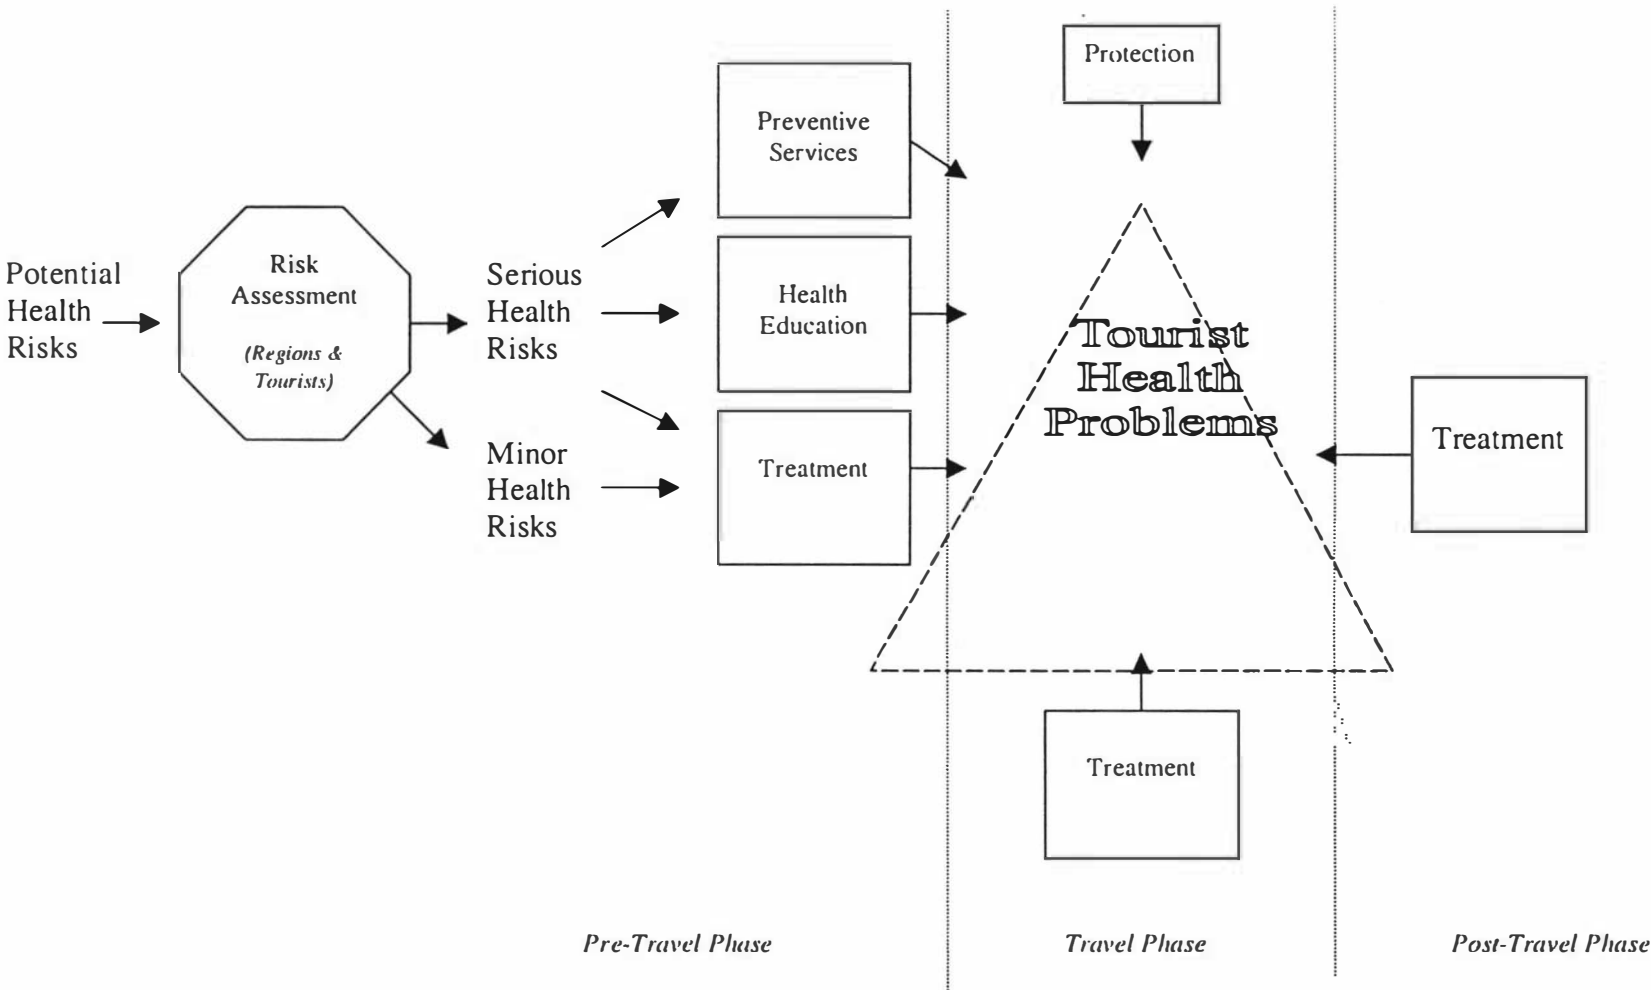 Potential
Health
Risks
Risk
Assessment
(Regions &
Tourists)
Serious
Health
Risks
Minor
Health
Risks
Preventive
Services
Health
Education
Treatment
Protection
Tourist
Health
Problems
Treatment
Treatment
Pre-Travel Phase
Travel Phase
Post-Travel Phase